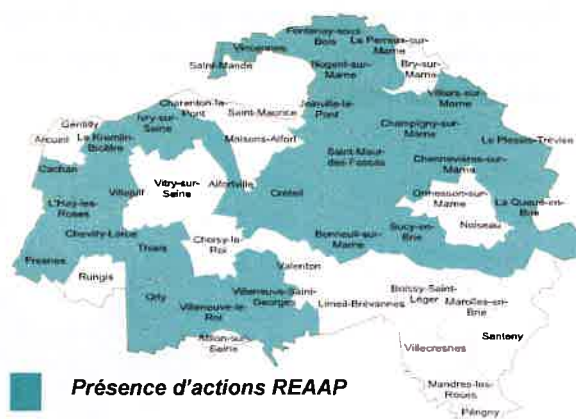 Fontenay-sous-
Bois
Le Perreux-sur-
Marne
Vincennes
Saint-Mandé
Nogent-sur-
Marne
Bry-sur-
Marne
Villiers-sur-
Marne
Charenton-le-
Pont
Saint-Maurice
Joinville-le-
Pont
Gentilly
Ivry-sur-
Seine
Champigny-sur-
Marne
Arcueil
Le Kremlin-
Bicêtre
Maisons-Alfort
Le Plessis-Trévise
Saint-Maur-
des-Fossés
Chennevières-sur-
Marne
Cachan
Villejuif
Vitry-sur-
Seine
Alfortville
Créteil
Ormesson-sur-
Marne
La Queue-en-
Brie
L'Haÿ-les-
Roses
Noiseau
Chevilly-Larue
Thiais
Choisy-le-
Roi
Bonneuil-sur-
Marne
Sucy-en-
Brie
Fresnes
Rungis
Valenton
Orly
Villeneuve-le-
Roi
Villeneuve-Saint-
Georges
Limeil-Brévannes
Boissy-Saint-
Léger
Marolles-en-
Brie
Ablon-sur-
Seine
Santeny
Villecresnes
Mandres-les-
Roses
Périgny
Présence d'actions REAAP